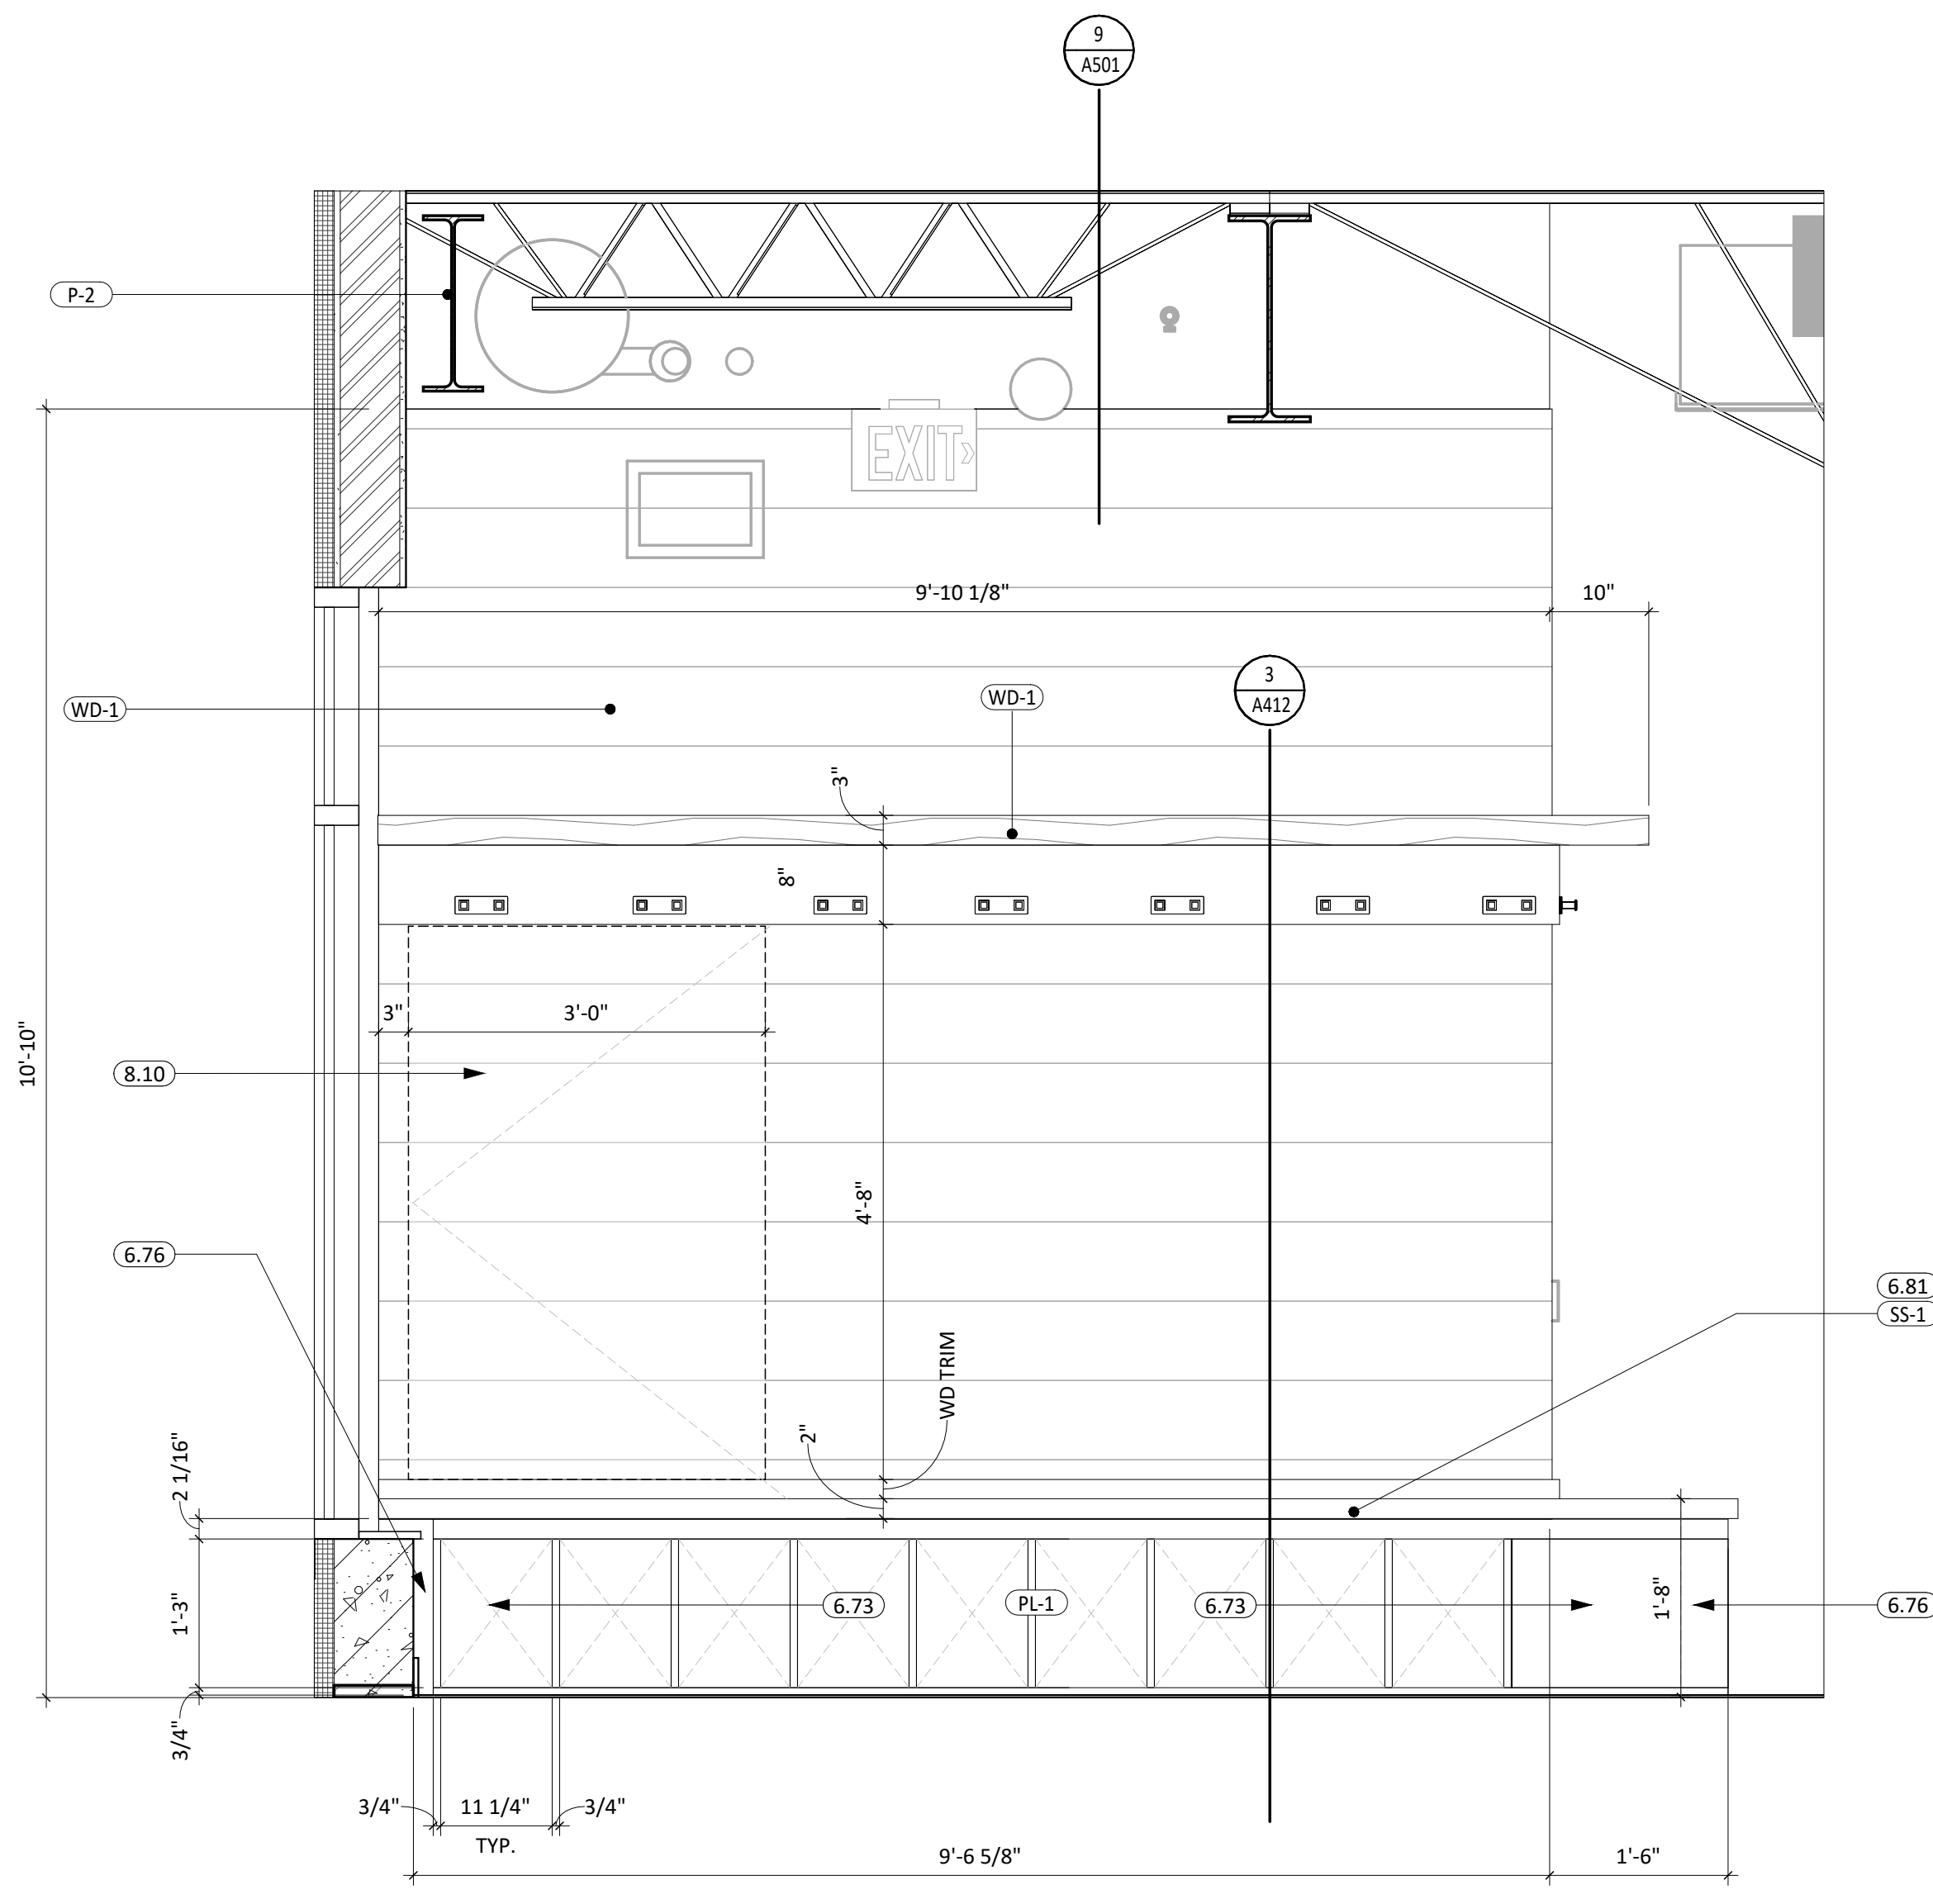 9
A501
P-2
EXIT
9'-10 1/8"
10"
WD-1
WD-1
3
A412
3"
8"
3"
3'-0"
10'-10"
8.10
4'-8"
6.76
6.81
SS-1
WD TRIM
2"
2 1/16"
1'-3"
6.73
PL-1
6.73
1'-8"
6.76
3/4"
3/4"
11 1/4"
3/4"
TYP.
9'-6 5/8"
1'-6"